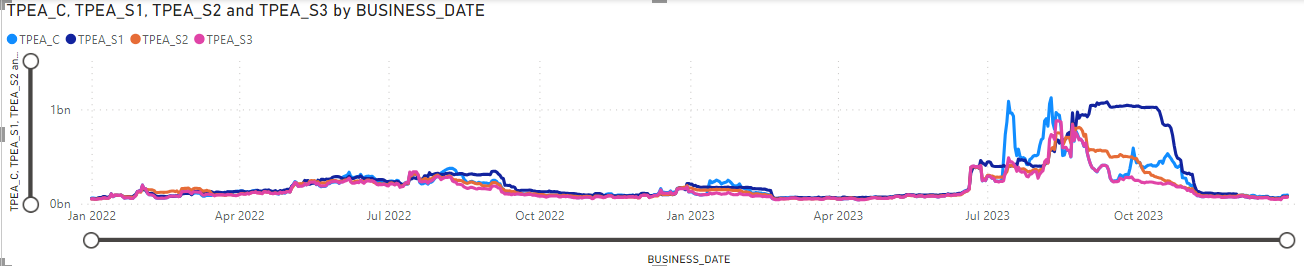 TPEA_C, TPEA_S1, TPEA_S2 and TPEA_S3 by BUSINESS_DATE
TPEA_C TPEA_S1 TPEA_S2 TPEA_S3
TPEA_C, TPEA_S1, TPEA_S2 an...
1bn
0bn
Jan 2022 Apr 2022 Jul 2022 Oct 2022 Jan 2023 Apr 2023 Jul 2023 Oct 2023
BUSINESS_DATE